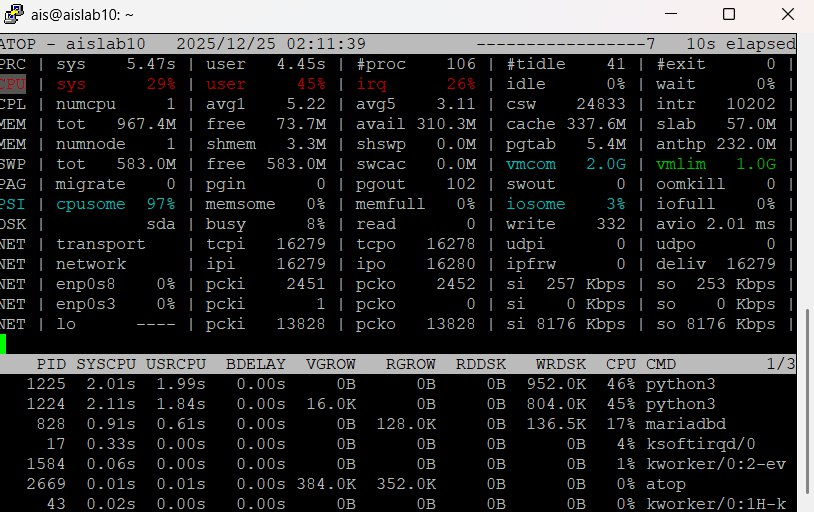 ais@aislab10: ~
ATOP - aislab10 2025/12/25 02:11:39 -----------------7 10s elapsed
PRC | sys 5.47s | user 4.45s | #proc 106 | #tidle 41 | #exit 0 |
CPU | sys 29% | user 45% | irq 26% | idle 0% | wait 0% |
CPL | numcpu 1 | avg1 5.22 | avg5 3.11 | csw 24833 | intr 10202 |
MEM | tot 967.4M | free 73.7M | avail 310.3M | cache 337.6M | slab 57.0M |
MEM | numnode 1 | shmem 3.3M | shswp 0.0M | pgtab 5.4M | anthp 232.0M |
SWP | tot 583.0M | free 583.0M | swcac 0.0M | vmcom 2.0G | vmlim 1.0G |
PAG | migrate 0 | pgin 0 | pgout 102 | swout 0 | oomkill 0 |
PSI | cpusome 97% | memsome 0% | memfull 0% | iosome 3% | iofull 0% |
DSK | sda | busy 8% | read 0 | write 332 | avio 2.01 ms |
NET | transport | tcpi 16279 | tcpo 16278 | udpi 0 | udpo 0 |
NET | network | ipi 16279 | ipo 16280 | ipfrw 0 | deliv 16279 |
NET | enp0s8 0% | pcki 2451 | pcko 2452 | si 257 Kbps | so 253 Kbps |
NET | enp0s3 0% | pcki 1 | pcko 0 | si 0 Kbps | so 0 Kbps |
NET | lo ---- | pcki 13828 | pcko 13828 | si 8176 Kbps | so 8176 Kbps |
PID SYSCPU USRCPU BDELAY VGROW RGROW RDDSK WRDSK CPU CMD 1/3
1225 2.01s 1.99s 0.00s 0B 0B 0B 952.0K 46% python3
1224 2.11s 1.84s 0.00s 16.0K 0B 0B 804.0K 45% python3
828 0.91s 0.61s 0.00s 0B 128.0K 0B 136.5K 17% mariadbd
17 0.33s 0.00s 0.00s 0B 0B 0B 0B 4% ksoftirqd/0
1584 0.06s 0.00s 0.00s 0B 0B 0B 0B 1% kworker/0:2-ev
2669 0.01s 0.01s 0.00s 384.0K 352.0K 0B 0B 0% atop
43 0.02s 0.00s 0.00s 0B 0B 0B 0B 0% kworker/0:1H-k